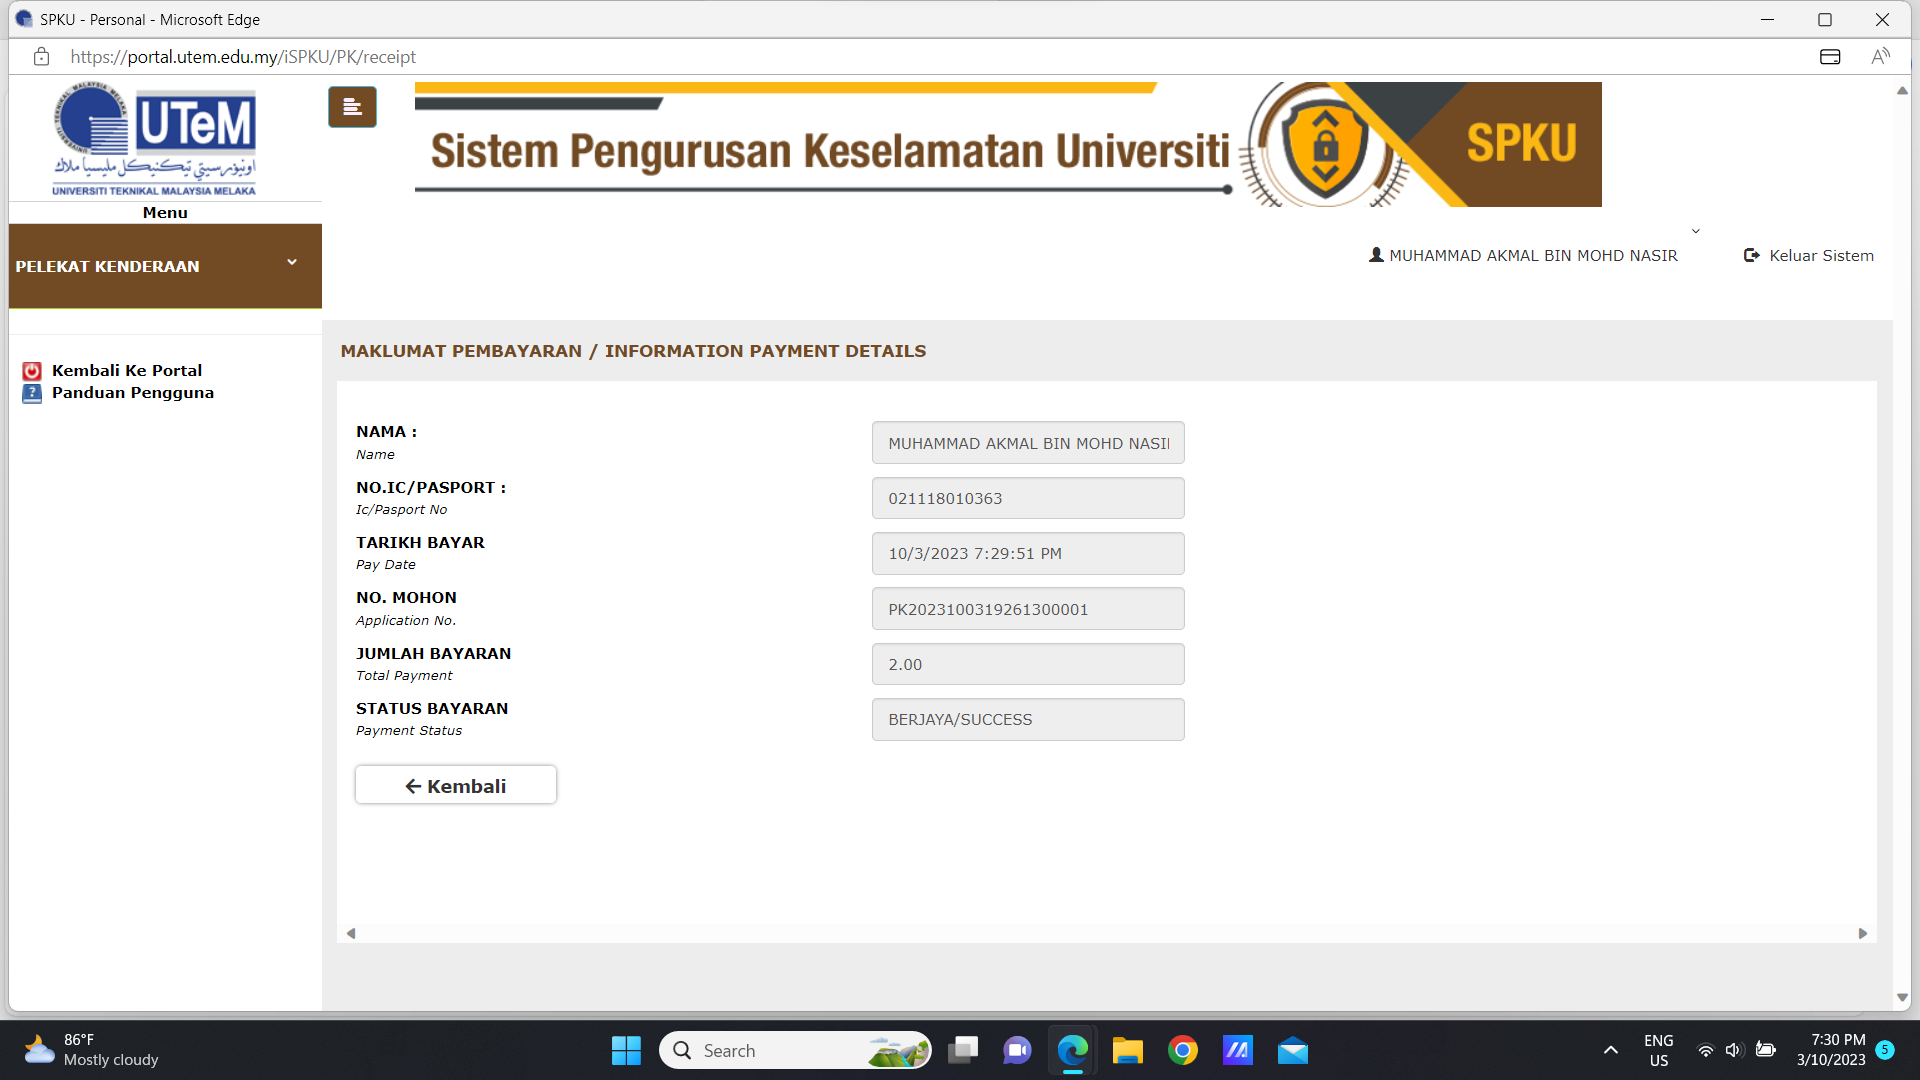 SPKU - Personal - Microsoft Edge
https://portal.utem.edu.my/iSPKU/PK/receipt
UTeM
اونيۏرسيتي تيكنيكل مليسيا ملاك
UNIVERSITI TEKNIKAL MALAYSIA MELAKA
Sistem Pengurusan Keselamatan Universiti
SPKU
Menu
PELEKAT KENDERAAN
MUHAMMAD AKMAL BIN MOHD NASIR
Keluar Sistem
Kembali Ke Portal
Panduan Pengguna
MAKLUMAT PEMBAYARAN / INFORMATION PAYMENT DETAILS
NAMA :
Name
MUHAMMAD AKMAL BIN MOHD NASI
NO.IC/PASPORT :
Ic/Pasport No
021118010363
TARIKH BAYAR
Pay Date
10/3/2023 7:29:51 PM
NO. MOHON
Application No.
PK2023100319261300001
JUMLAH BAYARAN
Total Payment
2.00
STATUS BAYARAN
Payment Status
BERJAYA/SUCCESS
Kembali
86°F
Mostly cloudy
Search
ENG
US
7:30 PM
3/10/2023
5